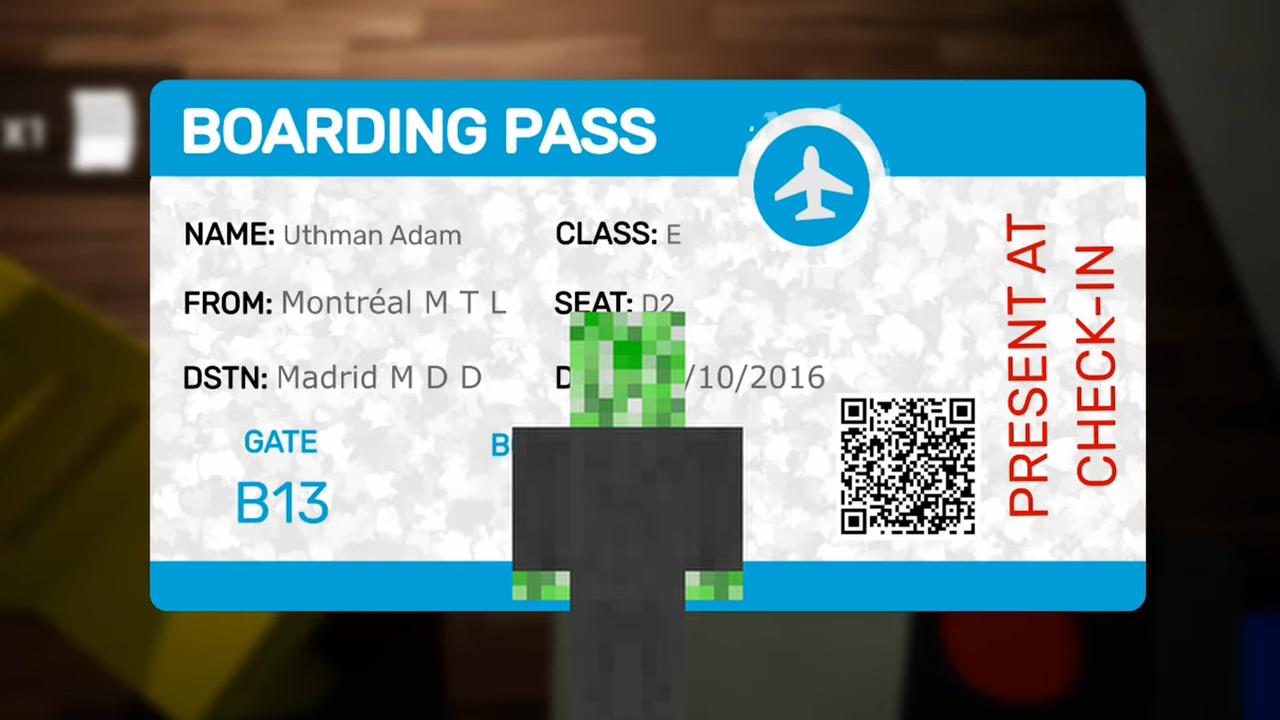 X1
BOARDING PASS
NAME: Uthman Adam
CLASS: E
FROM: Montréal M T L
SEAT: D2
DSTN: Madrid M D D
/10/2016
GATE
B13
PRESENT AT
CHECK-IN